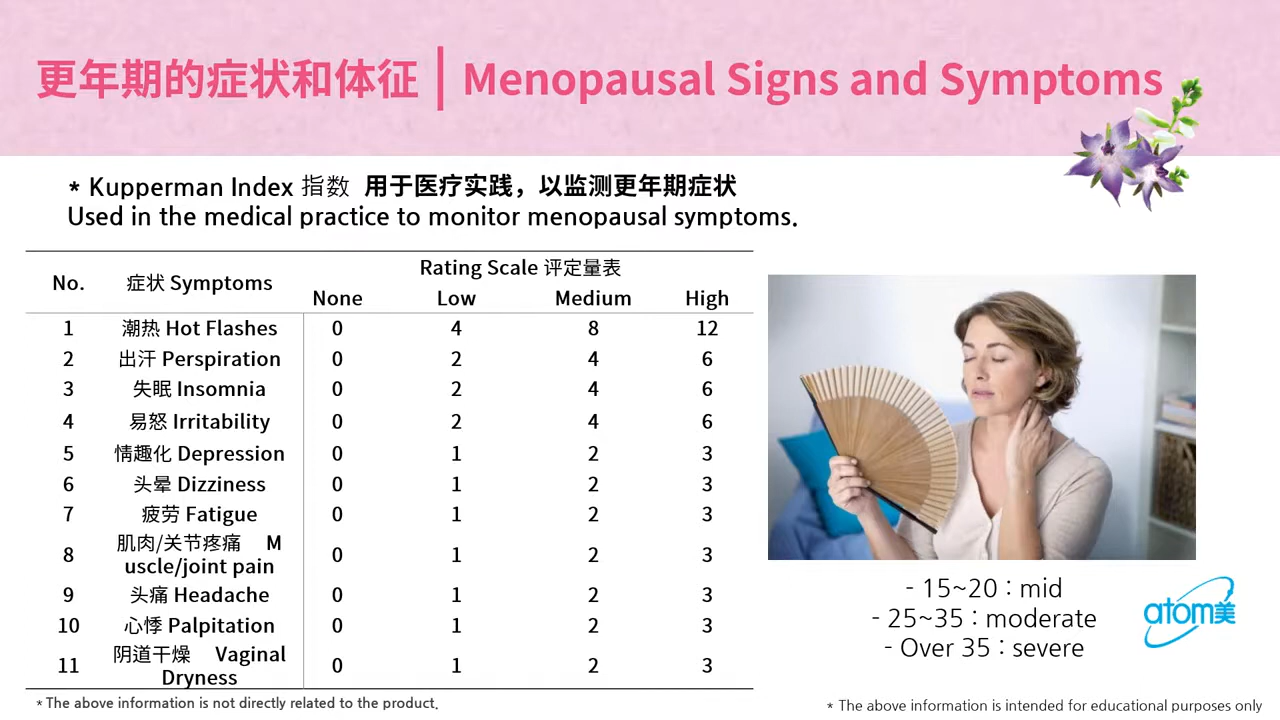 更年期的症状和体征 | Menopausal Signs and Symptoms
* Kupperman Index 指数 用于医疗实践，以监测更年期症状
Used in the medical practice to monitor menopausal symptoms.
Rating Scale 评定量表
No. 症状 Symptoms
None Low Medium High
1 潮热 Hot Flashes 0 4 8 12
2 出汗 Perspiration 0 2 4 6
3 失眠 Insomnia 0 2 4 6
4 易怒 Irritability 0 2 4 6
5 情趣化 Depression 0 1 2 3
6 头晕 Dizziness 0 1 2 3
7 疲劳 Fatigue 0 1 2 3
8 肌肉/关节疼痛 M 0 1 2 3
uscle/joint pain
9 头痛 Headache 0 1 2 3
10 心悸 Palpitation 0 1 2 3
11 阴道干燥 Vaginal 0 1 2 3
Dryness
- 15~20 : mid
- 25~35 : moderate
- Over 35 : severe
atom美
* The above information is not directly related to the product.
* The above information is intended for educational purposes only